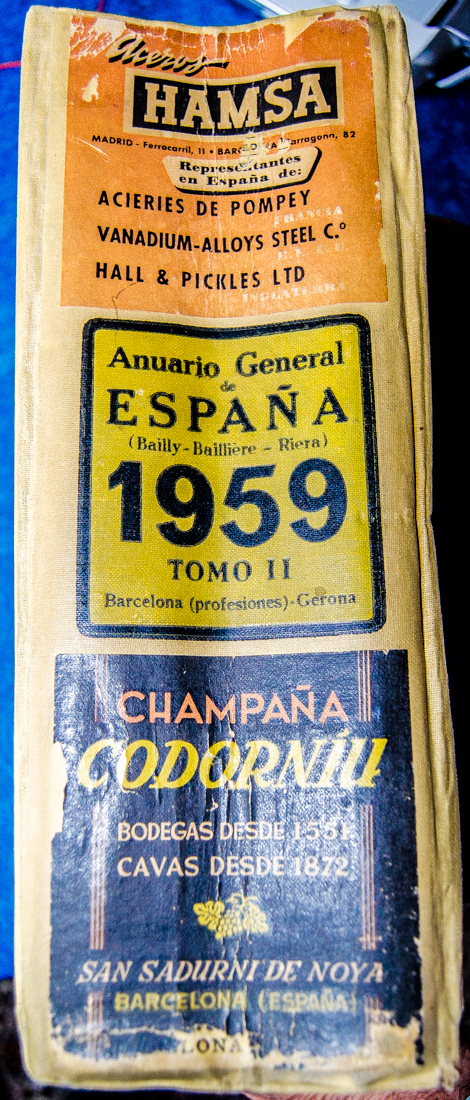 Aceros
HAMSA
MADRID - Ferrocarril, 11 • BARCELONA Tarragona, 82
Representantes
en España de:
ACIERIES DE POMPEY
FRANCIA
VANADIUM-ALLOYS STEEL C.º
HALL & PICKLES LTD
INGLATERRA
Anuario General
de
ESPAÑA
(Bailly-Baillière - Riera)
1959
TOMO II
Barcelona (profesiones)-Gerona
CHAMPAÑA
CODORNÍU
BODEGAS DESDE 1551
CAVAS DESDE 1872
SAN SADURNI DE NOYA
BARCELONA (ESPAÑA)
LONA